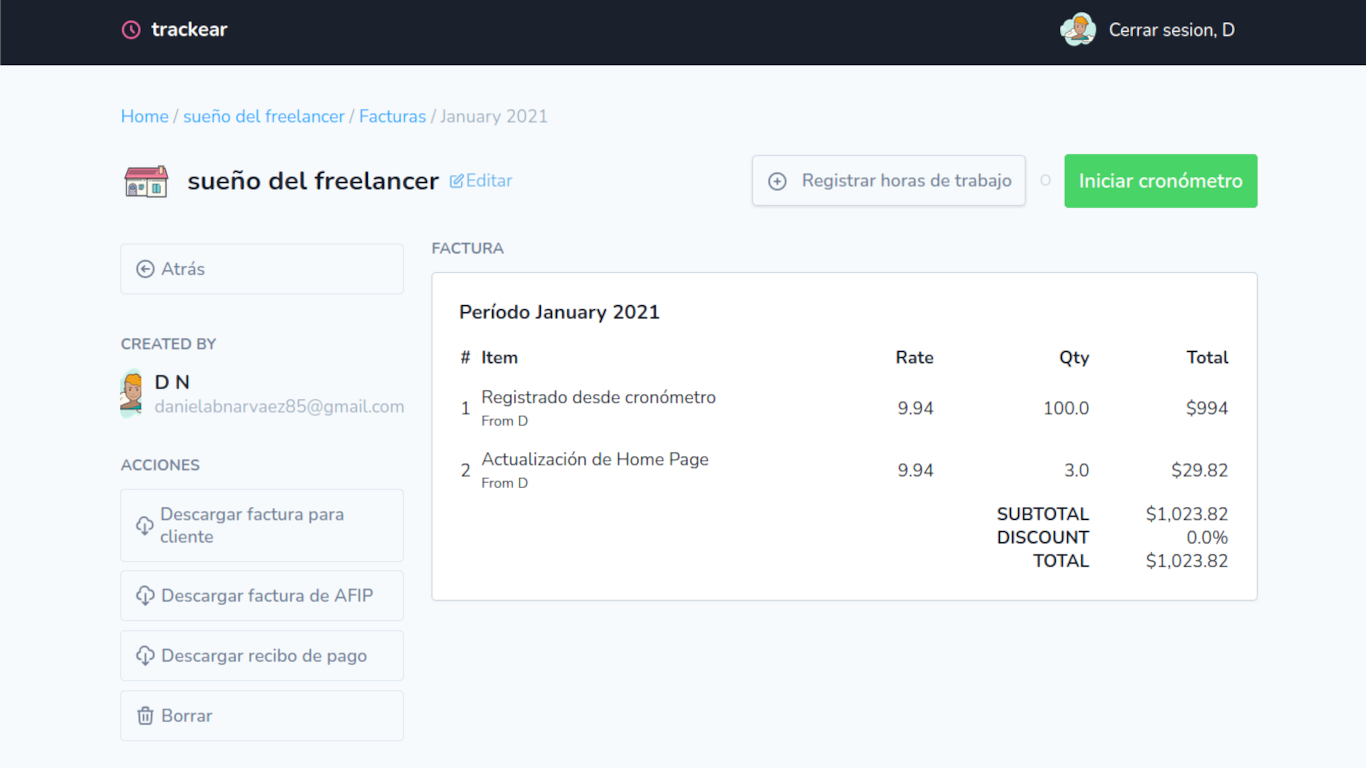 trackear
Cerrar sesion, D
Home / sueño del freelancer / Facturas / January 2021
sueño del freelancer
Editar
Registrar horas de trabajo
O
Iniciar cronómetro
Atrás
CREATED BY
D N
danielabnarvaez85@gmail.com
ACCIONES
Descargar factura para
cliente
Descargar factura de AFIP
Descargar recibo de pago
Borrar
FACTURA
Período January 2021
# Item Rate Qty Total
1 Registrado desde cronómetro 9.94 100.0 $994
From D
2 Actualización de Home Page 9.94 3.0 $29.82
From D
SUBTOTAL $1,023.82
DISCOUNT 0.0%
TOTAL $1,023.82